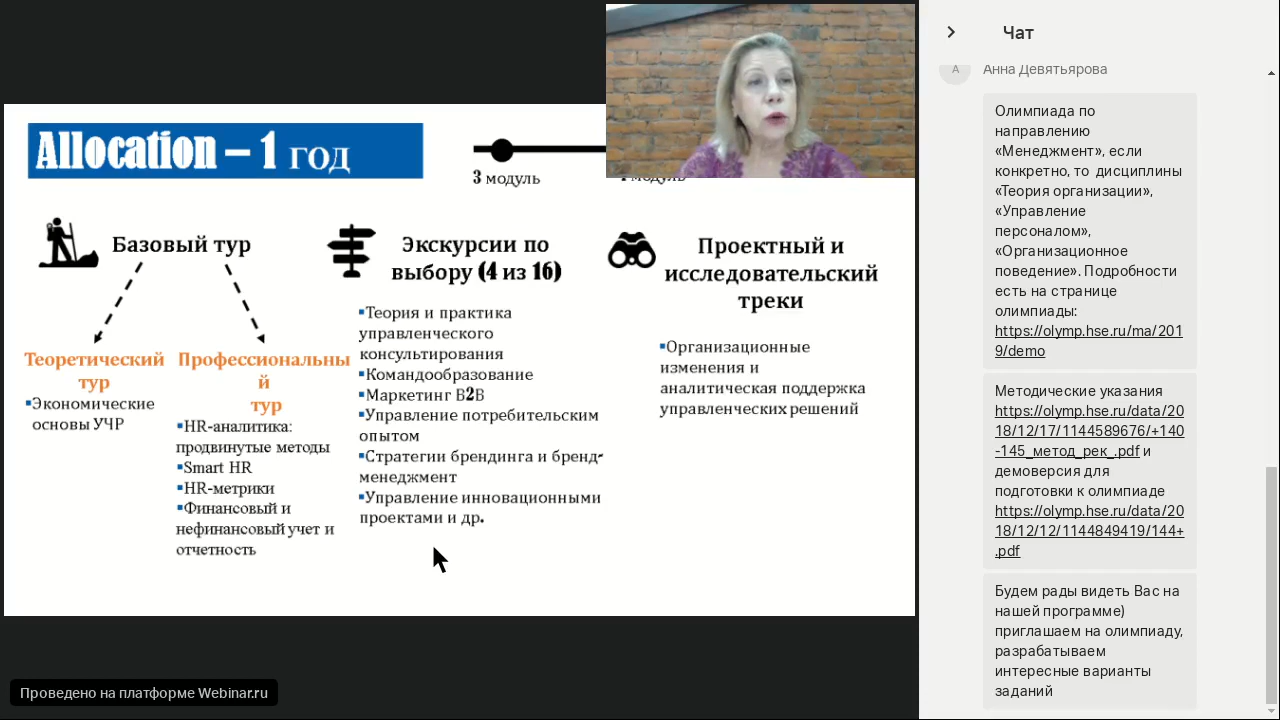 Allocation – 1 год
3 модуль
модуль
Базовый тур
Теоретический
тур
▪Экономические
основы УЧР
Профессиональны
й
тур
▪HR-аналитика:
продвинутые методы
▪Smart HR
▪HR-метрики
▪Финансовый и
нефинансовый учет и
отчетность
Экскурсии по
выбору (4 из 16)
▪Теория и практика
управленческого
консультирования
▪Командообразование
▪Маркетинг B2B
▪Управление потребительским
опытом
▪Стратегии брендинга и бренд-
менеджмент
▪Управление инновационными
проектами и др.
Проектный и
исследовательский
треки
▪Организационные
изменения и
аналитическая поддержка
управленческих решений
Проведено на платформе Webinar.ru
Чат
А
Анна Девятьярова
Олимпиада по
направлению
«Менеджмент», если
конкретно, то дисциплины
«Теория организации»,
«Управление
персоналом»,
«Организационное
поведение». Подробности
есть на странице
олимпиады:
https://olymp.hse.ru/ma/201
9/demo
Методические указания
https://olymp.hse.ru/data/20
18/12/17/1144589676/+140
-145_метод_рек_.pdf и
демоверсия для
подготовки к олимпиаде
https://olymp.hse.ru/data/20
18/12/12/1144849419/144+
.pdf
Будем рады видеть Вас на
нашей программе)
приглашаем на олимпиаду,
разрабатываем
интересные варианты
заданий